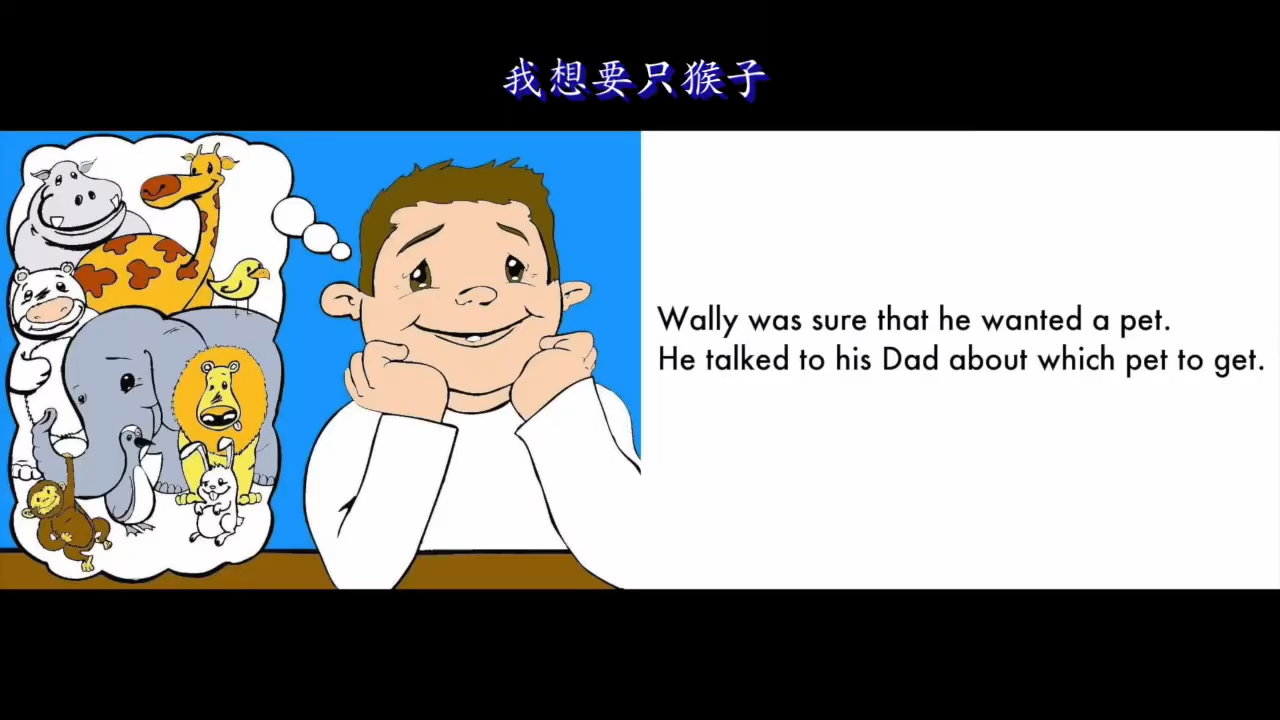 我想要只猴子
Wally was sure that he wanted a pet.
He talked to his Dad about which pet to get.